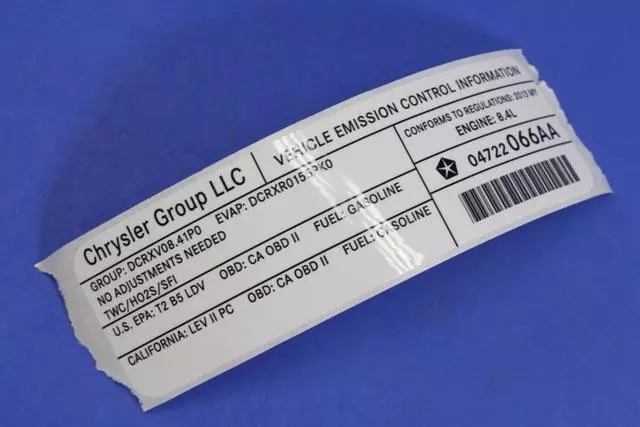 Chrysler Group LLC
VEHICLE EMISSION CONTROL INFORMATION
GROUP: DCRXV08.41P0 EVAP:
NO ADJUSTMENTS NEEDED
TWC/HO2S/SFI
U.S. EPA: T2 B5 LDV OBD: CA OBD II FUEL: GASOLINE
CALIFORNIA: LEV II PC OBD: CA OBD II FUEL: GASOLINE
CONFORMS TO REGULATIONS: 2013 MY
ENGINE: 8.4L
04722066AA